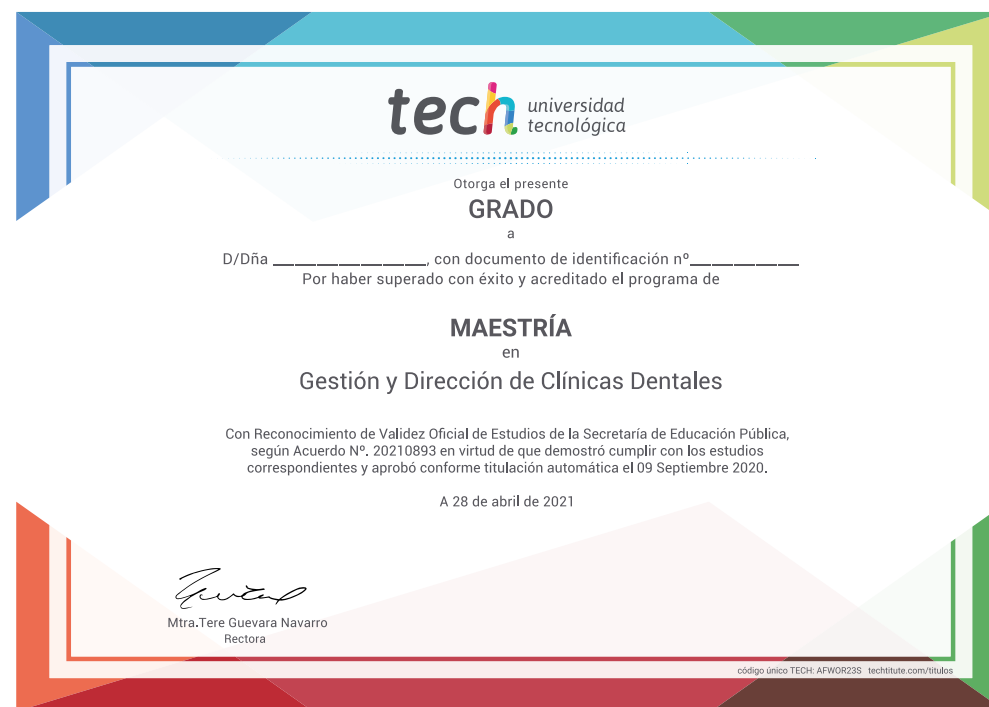 tech universidad
tecnológica
Otorga el presente
GRADO
a
D/Dña ______________, con documento de identificación nº__________
Por haber superado con éxito y acreditado el programa de
MAESTRÍA
en
Gestión y Dirección de Clínicas Dentales
Con Reconocimiento de Validez Oficial de Estudios de la Secretaría de Educación Pública,
según Acuerdo Nº. 20210893 en virtud de que demostró cumplir con los estudios
correspondientes y aprobó conforme titulación automática el 09 Septiembre 2020.
A 28 de abril de 2021
Mtra.Tere Guevara Navarro
Rectora
código único TECH: AFWOR23S techtitute.com/titulos